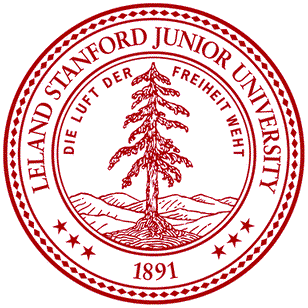 LELAND STANFORD JUNIOR UNIVERSITY
DIE LUFT DER FREIHEIT WEHT
1891